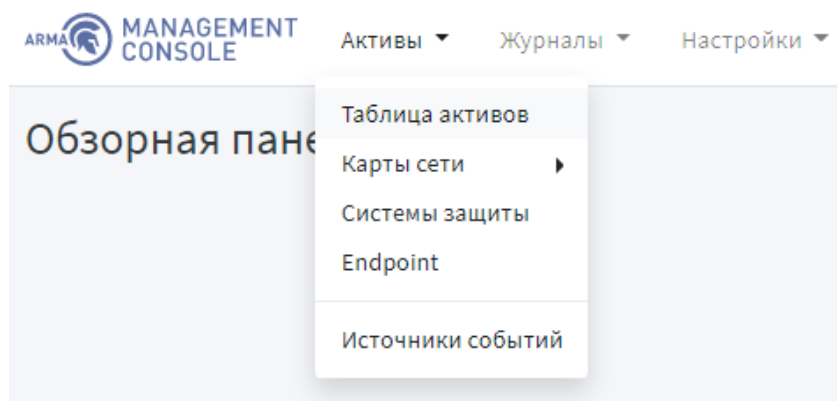 ARMA MANAGEMENT CONSOLE
Активы Журналы Настройки
Обзорная пане
Таблица активов
Карты сети
Системы защиты
Endpoint
Источники событий